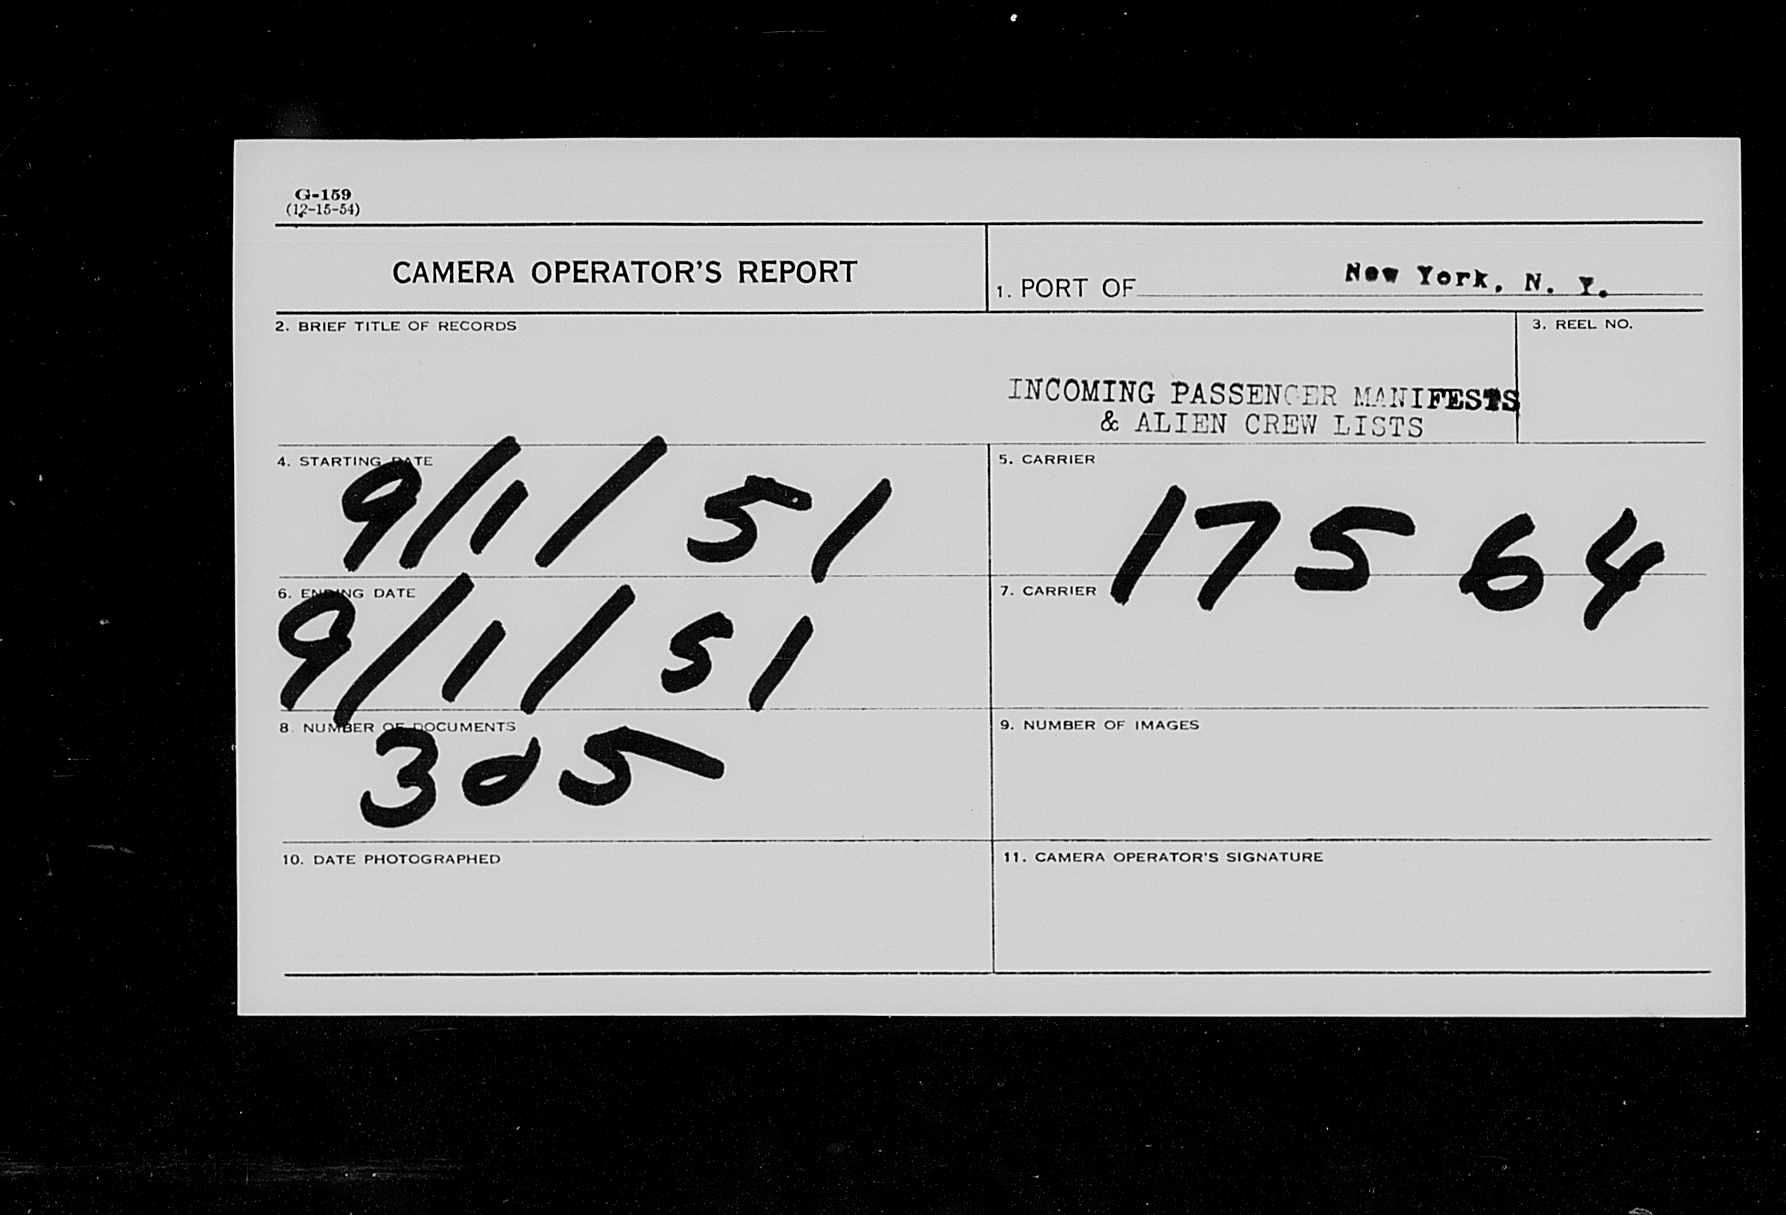 G-159
(12-15-54)
CAMERA OPERATOR'S REPORT
1. PORT OF New York, N. Y.
2. BRIEF TITLE OF RECORDS
3. REEL NO.
INCOMING PASSENGER MANIFESTS
& ALIEN CREW LISTS
4. STARTING DATE
9/1/51
5. CARRIER
17564
6. ENDING DATE
9/1/51
7. CARRIER
8. NUMBER OF DOCUMENTS
305
9. NUMBER OF IMAGES
10. DATE PHOTOGRAPHED
11. CAMERA OPERATOR'S SIGNATURE